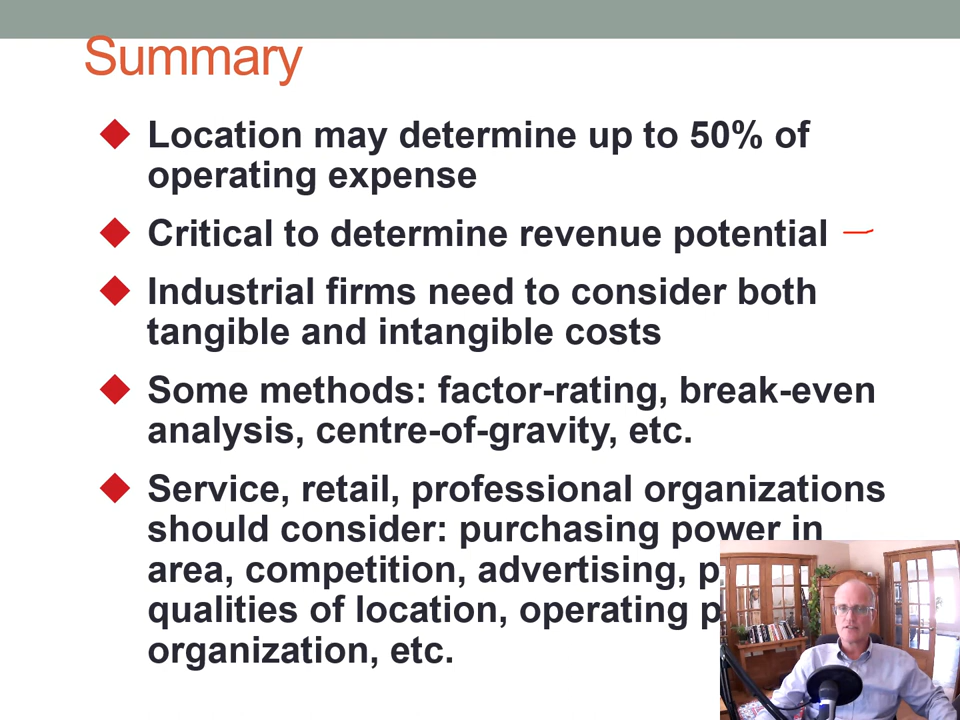 Summary
Location may determine up to 50% of
operating expense
Critical to determine revenue potential
Industrial firms need to consider both
tangible and intangible costs
Some methods: factor-rating, break-even
analysis, centre-of-gravity, etc.
Service, retail, professional organizations
should consider: purchasing power in
area, competition, advertising,
qualities of location, operating
organization, etc.